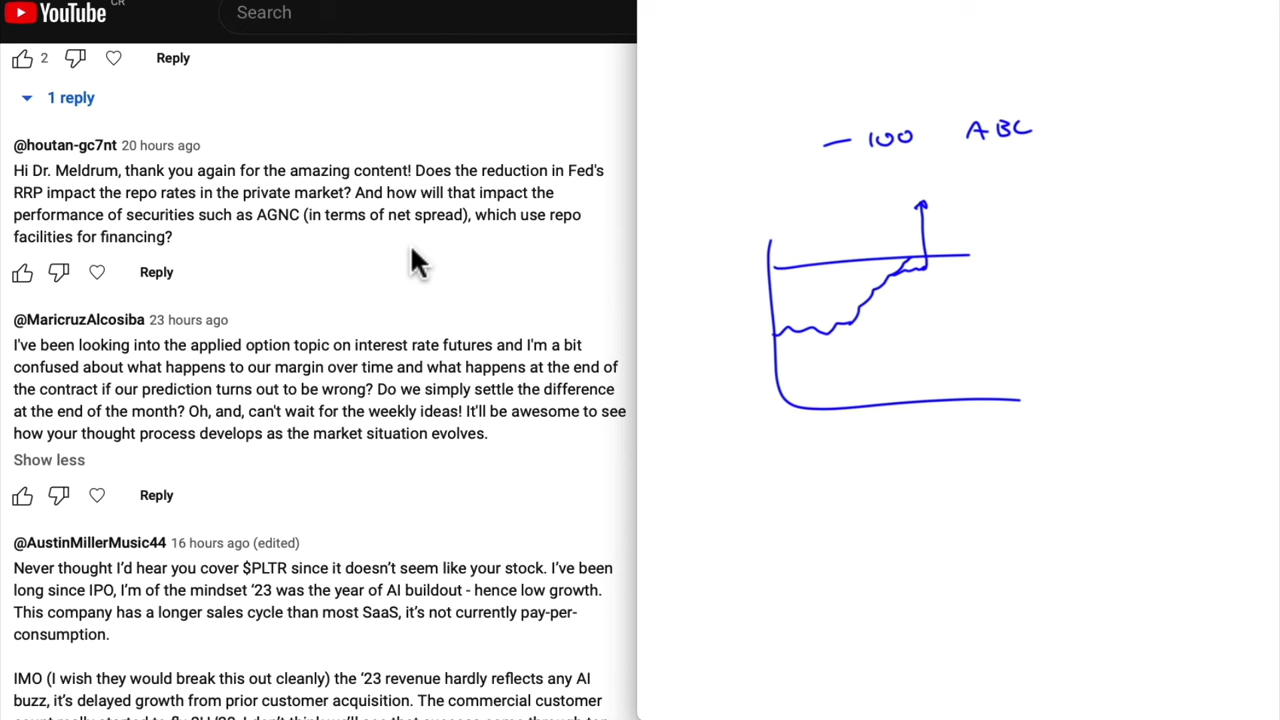 YouTube CR
Search
2 Reply
1 reply
@houtan-gc7nt 20 hours ago
Hi Dr. Meldrum, thank you again for the amazing content! Does the reduction in Fed's
RRP impact the repo rates in the private market? And how will that impact the
performance of securities such as AGNC (in terms of net spread), which use repo
facilities for financing?
Reply
@MaricruzAlcosiba 23 hours ago
I've been looking into the applied option topic on interest rate futures and I'm a bit
confused about what happens to our margin over time and what happens at the end of
the contract if our prediction turns out to be wrong? Do we simply settle the difference
at the end of the month? Oh, and, can't wait for the weekly ideas! It'll be awesome to see
how your thought process develops as the market situation evolves.
Show less
Reply
@AustinMillerMusic44 16 hours ago (edited)
Never thought I'd hear you cover $PLTR since it doesn't seem like your stock. I've been
long since IPO, I'm of the mindset '23 was the year of AI buildout - hence low growth.
This company has a longer sales cycle than most SaaS, it's not currently pay-per-
consumption.
IMO (I wish they would break this out cleanly) the '23 revenue hardly reflects any AI
buzz, it's delayed growth from prior customer acquisition. The commercial customer
- 100 ABC